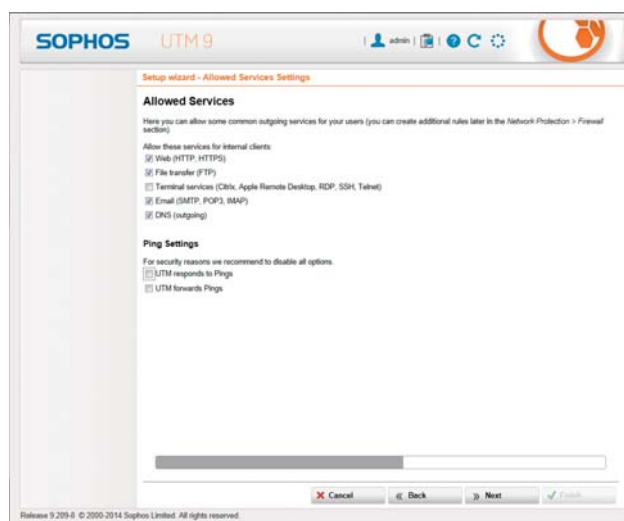 SOPHOS UTM 9 | admin | |
Setup wizard - Allowed Services Settings
Allowed Services
Here you can allow some common outgoing services for your users (you can create additional rules later in the Network Protection > Firewall
section).
Allow these services for internal clients:
Web (HTTP, HTTPS)
File transfer (FTP)
Terminal services (Citrix, Apple Remote Desktop, RDP, SSH, Telnet)
Email (SMTP, POP3, IMAP)
DNS (outgoing)
Ping Settings
For security reasons we recommend to disable all options.
UTM responds to Pings
UTM forwards Pings
Cancel Back Next Finish
Release 9.209-8 © 2000-2014 Sophos Limited. All rights reserved.